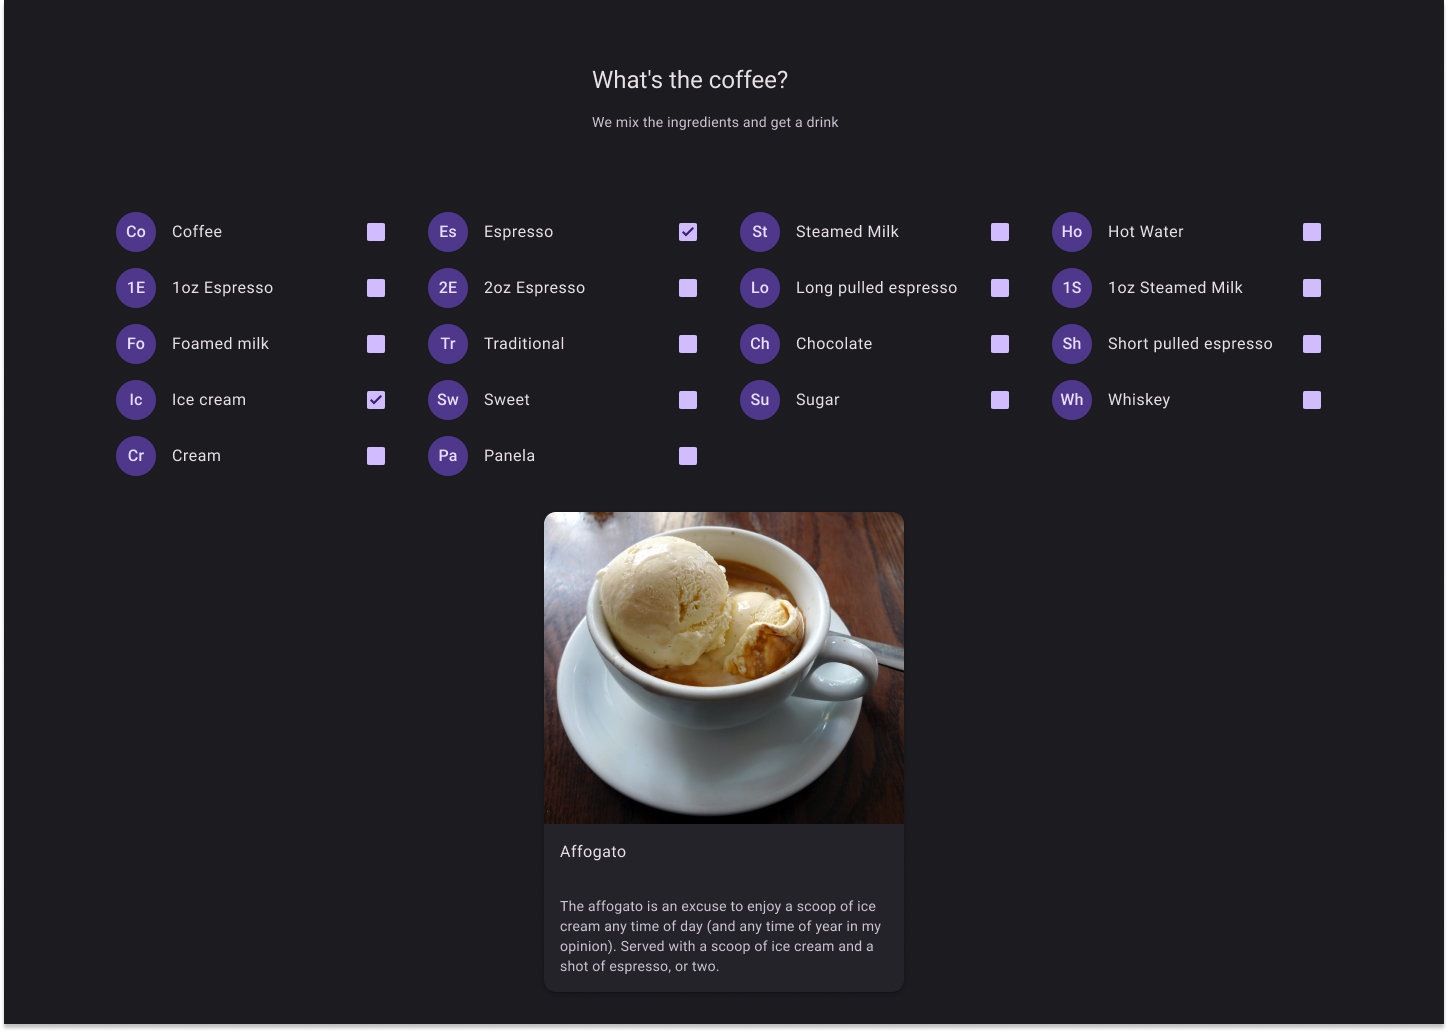 What's the coffee?
We mix the ingredients and get a drink
Co Coffee
Es Espresso
St Steamed Milk
Ho Hot Water
1E 1oz Espresso
2E 2oz Espresso
Lo Long pulled espresso
1S 1oz Steamed Milk
Fo Foamed milk
Tr Traditional
Ch Chocolate
Sh Short pulled espresso
Ic Ice cream
Sw Sweet
Su Sugar
Wh Whiskey
Cr Cream
Pa Panela
Affogato
The affogato is an excuse to enjoy a scoop of ice
cream any time of day (and any time of year in my
opinion). Served with a scoop of ice cream and a
shot of espresso, or two.